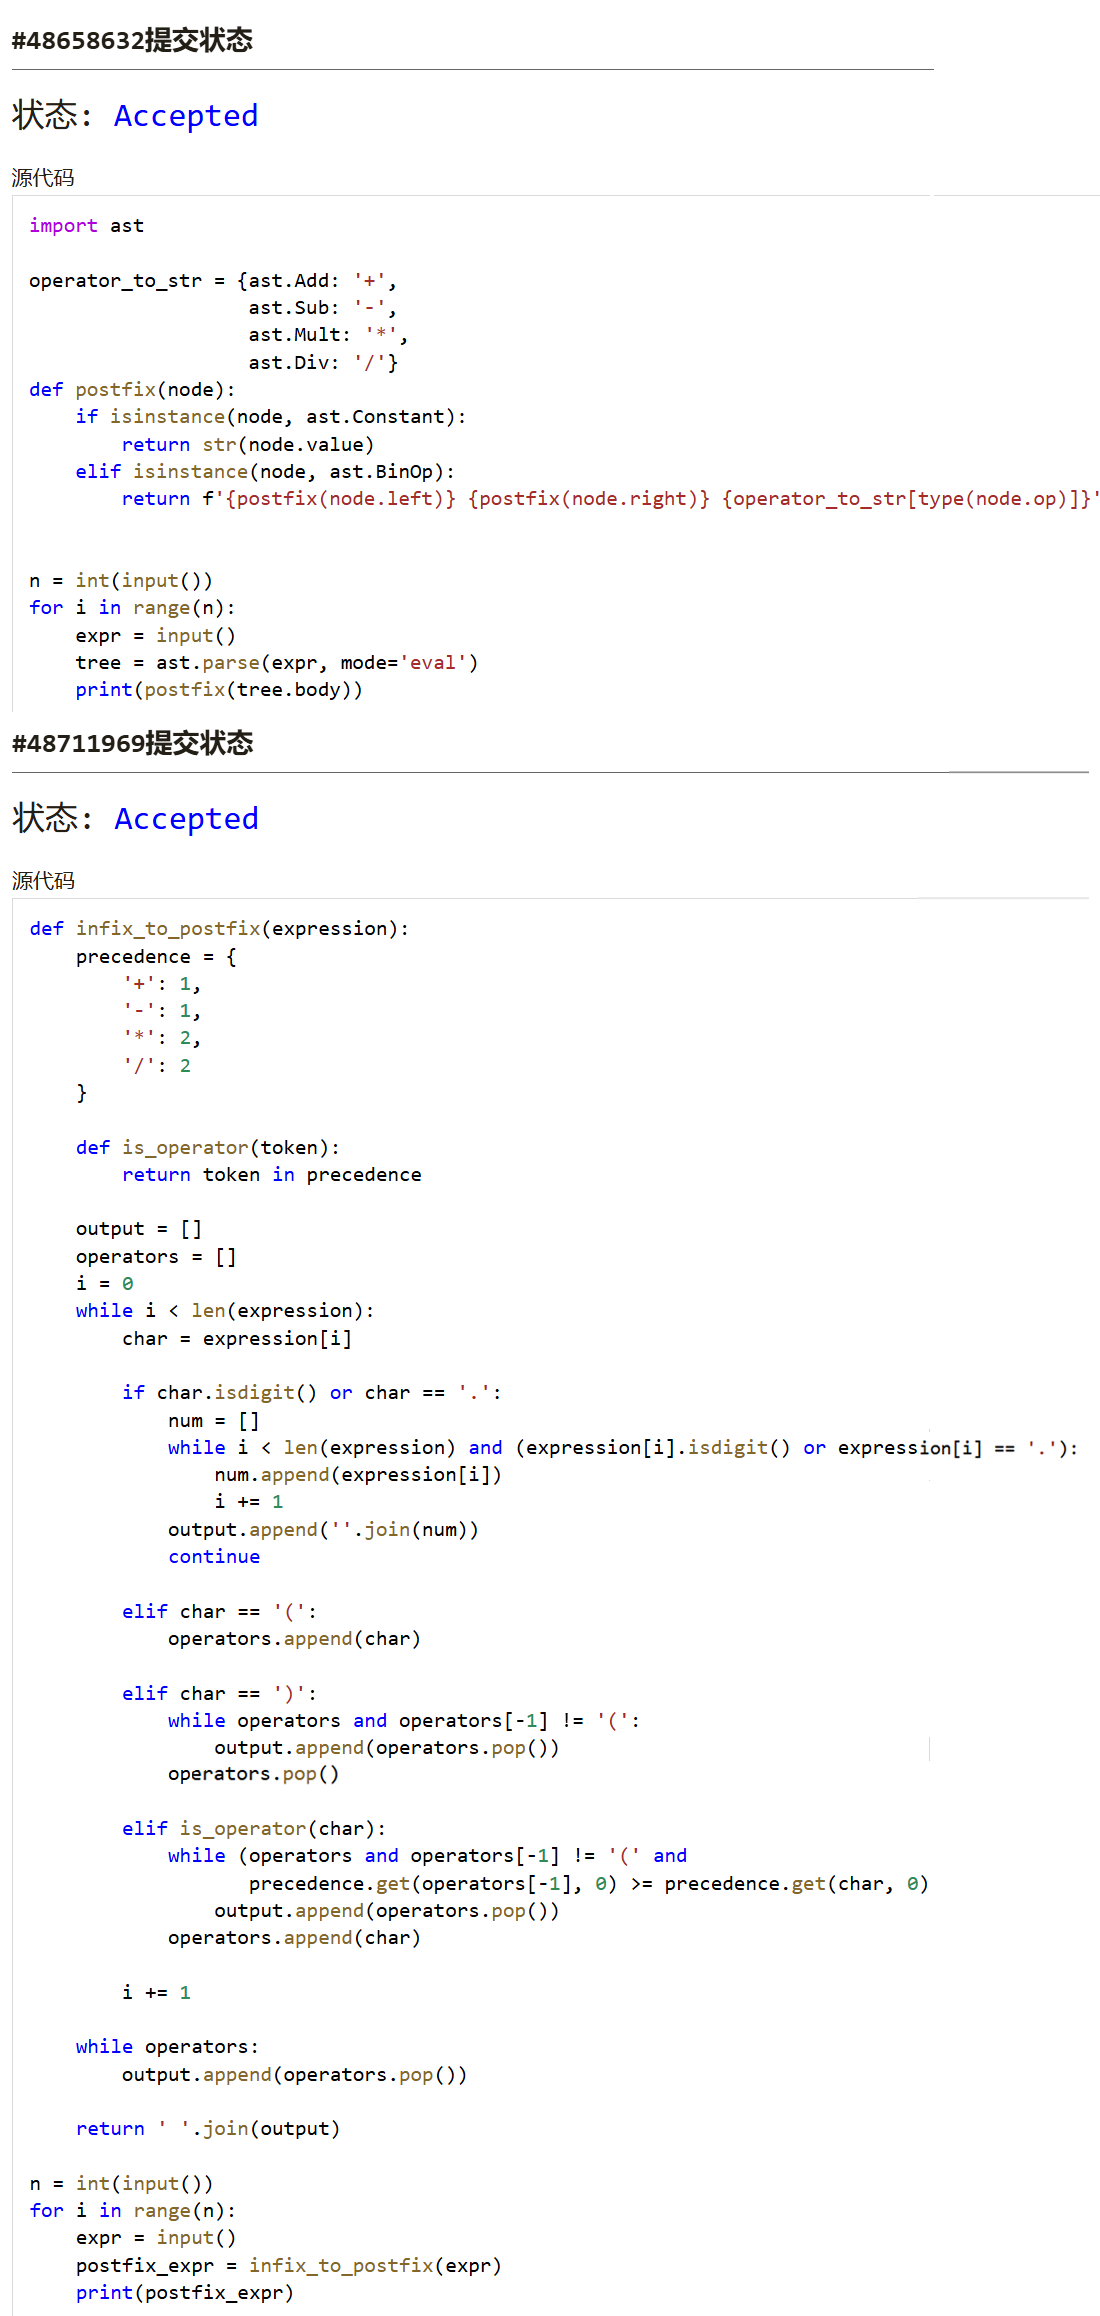 #48658632提交状态
状态: Accepted
源代码
import ast
operator_to_str = {ast.Add: '+',
                   ast.Sub: '-',
                   ast.Mult: '*',
                   ast.Div: '/'}
def postfix(node):
    if isinstance(node, ast.Constant):
        return str(node.value)
    elif isinstance(node, ast.BinOp):
        return f'{postfix(node.left)} {postfix(node.right)} {operator_to_str[type(node.op)]}'
n = int(input())
for i in range(n):
    expr = input()
    tree = ast.parse(expr, mode='eval')
    print(postfix(tree.body))
#48711969提交状态
状态: Accepted
源代码
def infix_to_postfix(expression):
    precedence = {
        '+': 1,
        '-': 1,
        '*': 2,
        '/': 2
    }
    def is_operator(token):
        return token in precedence
    output = []
    operators = []
    i = 0
    while i < len(expression):
        char = expression[i]
        if char.isdigit() or char == '.':
            num = []
            while i < len(expression) and (expression[i].isdigit() or expression[i] == '.'):
                num.append(expression[i])
                i += 1
            output.append(''.join(num))
            continue
        elif char == '(':
            operators.append(char)
        elif char == ')':
            while operators and operators[-1] != '(':
                output.append(operators.pop())
            operators.pop()
        elif is_operator(char):
            while (operators and operators[-1] != '(' and
                   precedence.get(operators[-1], 0) >= precedence.get(char, 0)
                output.append(operators.pop())
            operators.append(char)
        i += 1
    while operators:
        output.append(operators.pop())
    return ' '.join(output)
n = int(input())
for i in range(n):
    expr = input()
    postfix_expr = infix_to_postfix(expr)
    print(postfix_expr)